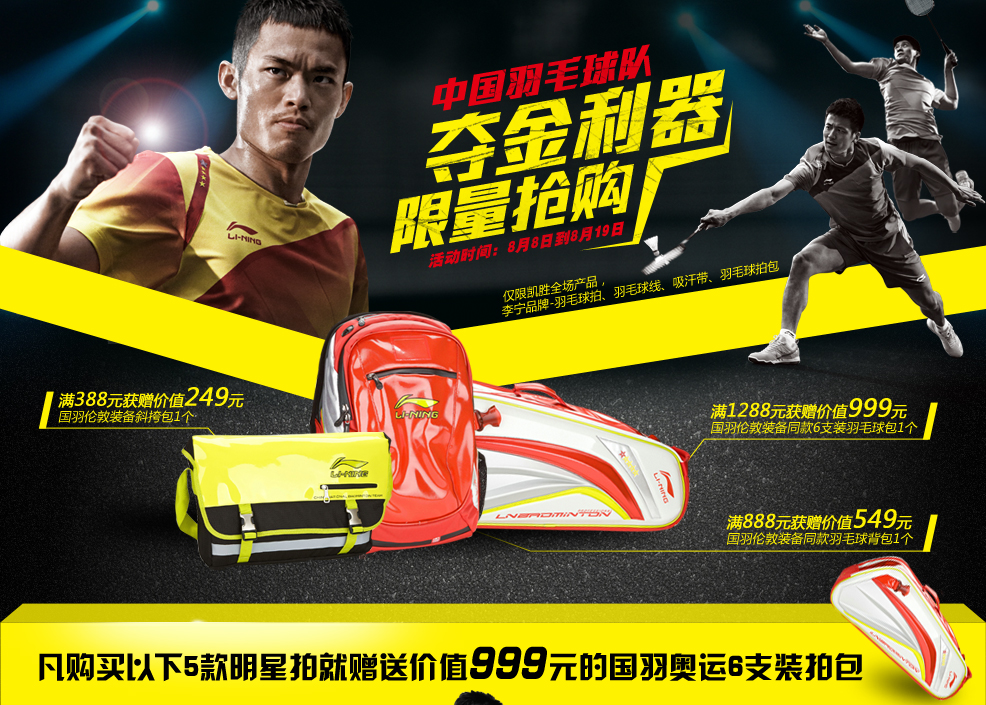 中国羽毛球队
夺金利器
限量抢购
活动时间：8月8日到8月19日
仅限凯胜全场产品，
李宁品牌-羽毛球拍、羽毛球线、吸汗带、羽毛球拍包
LI-NING
满388元获赠价值249元
国羽伦敦装备斜挎包1个
LI-NING
LI-NING
LI-NING
满1288元获赠价值999元
国羽伦敦装备同款6支装羽毛球包1个
满888元获赠价值549元
国羽伦敦装备同款羽毛球背包1个
凡购买以下5款明星拍就赠送价值999元的国羽奥运6支装拍包